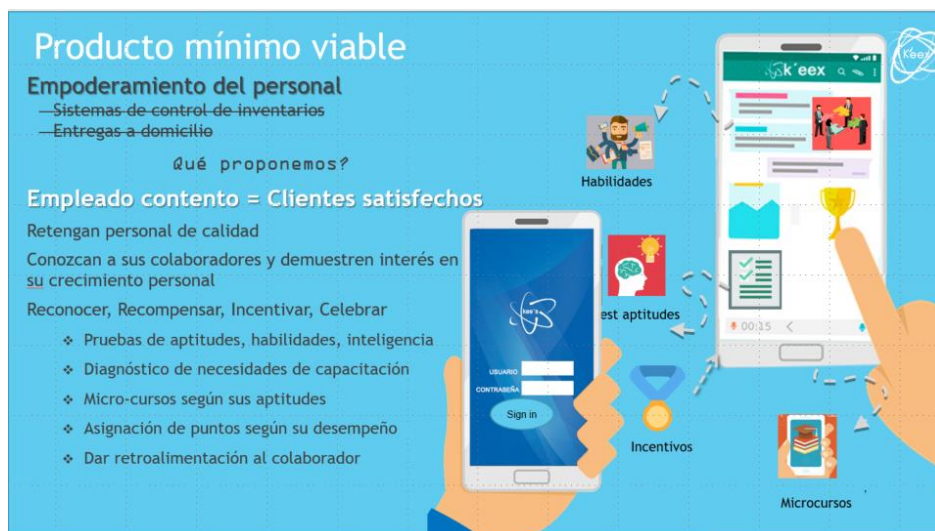 Producto mínimo viable
Empoderamiento del personal
Sistemas de control de inventarios
Entregas a domicilio
Qué proponemos?
Empleado contento = Clientes satisfechos
Retengan personal de calidad
Conozcan a sus colaboradores y demuestren interés en
su crecimiento personal
Reconocer, Recompensar, Incentivar, Celebrar
❖ Pruebas de aptitudes, habilidades, inteligencia
❖ Diagnóstico de necesidades de capacitación
❖ Micro-cursos según sus aptitudes
❖ Asignación de puntos según su desempeño
❖ Dar retroalimentación al colaborador
USUARIO
CONTRASEÑA
Sign in
Habilidades
est aptitudes
Incentivos
Microcursos
k´eex
00:15